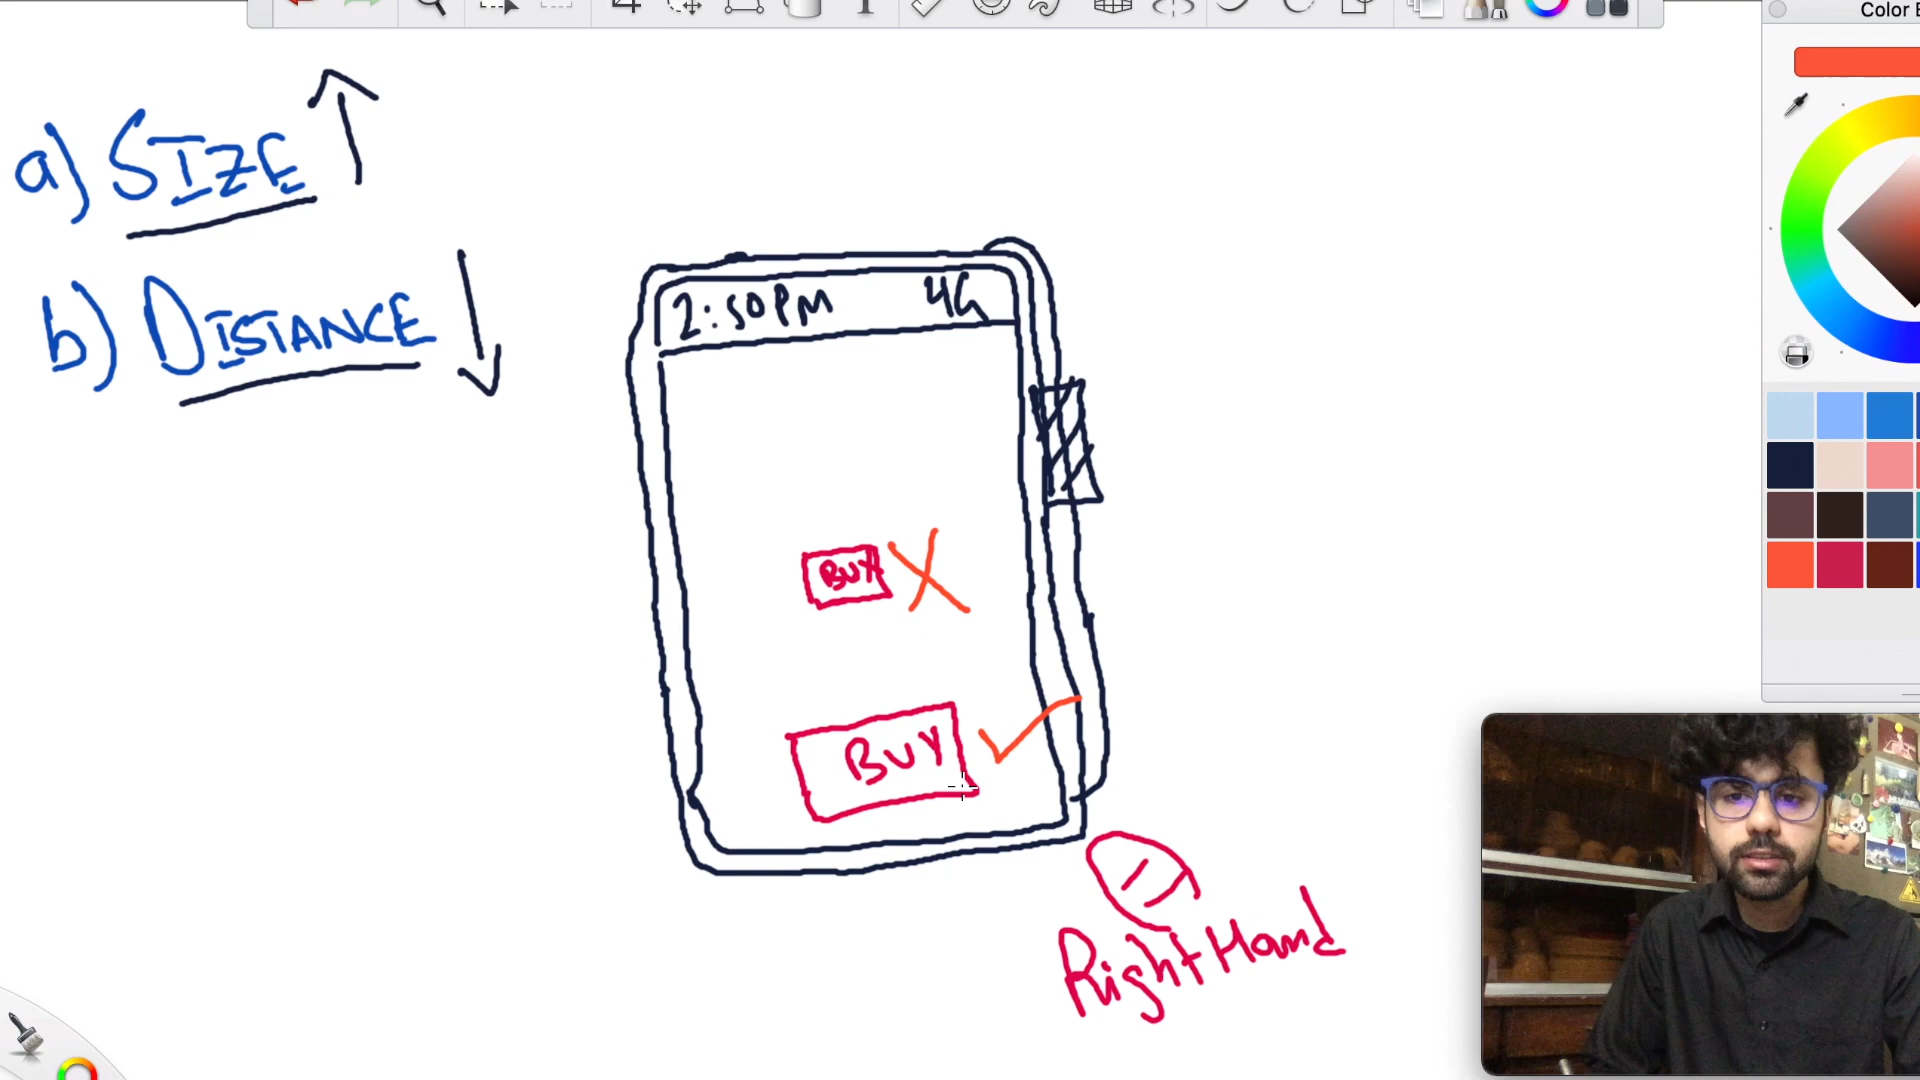 Color
a) SIZE
b) DISTANCE
2:50PM 4G
BUY
BUY
Right Hand